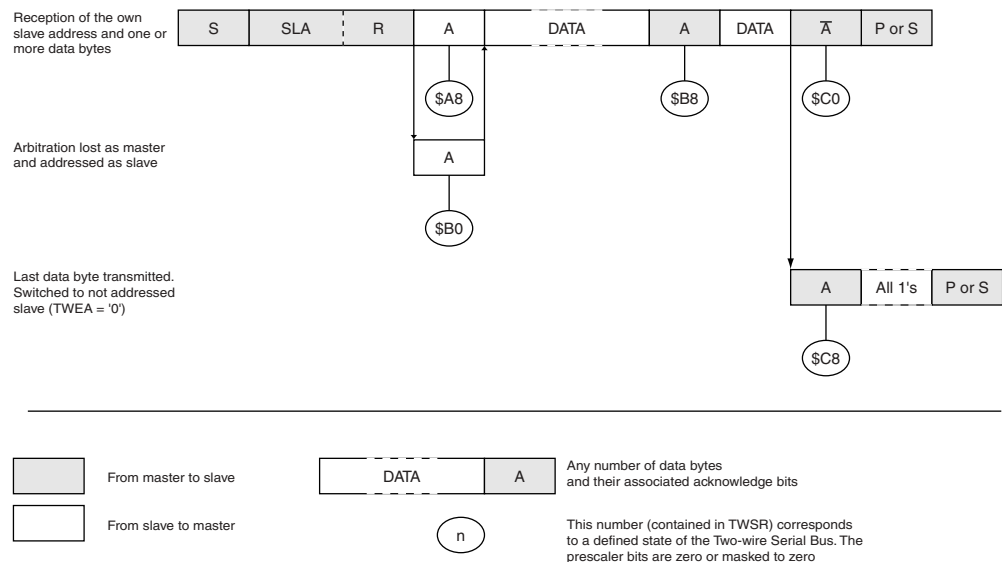 Reception of the own
slave address and one or
more data bytes
S SLA R A DATA A DATA A̅ P or S
$A8 $B8 $C0
Arbitration lost as master
and addressed as slave
A
$B0
Last data byte transmitted.
Switched to not addressed
slave (TWEA = '0')
A All 1's P or S
$C8
From master to slave
DATA A
Any number of data bytes
and their associated acknowledge bits
From slave to master
n
This number (contained in TWSR) corresponds
to a defined state of the Two-wire Serial Bus. The
prescaler bits are zero or masked to zero